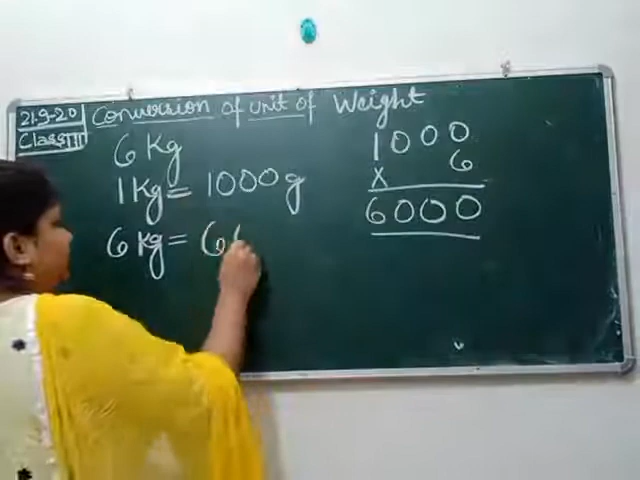 21.9-20
Class III
Conversion of unit of Weight
6 Kg
1 Kg = 1000 g
6 Kg = 60
1000
x 6
6000